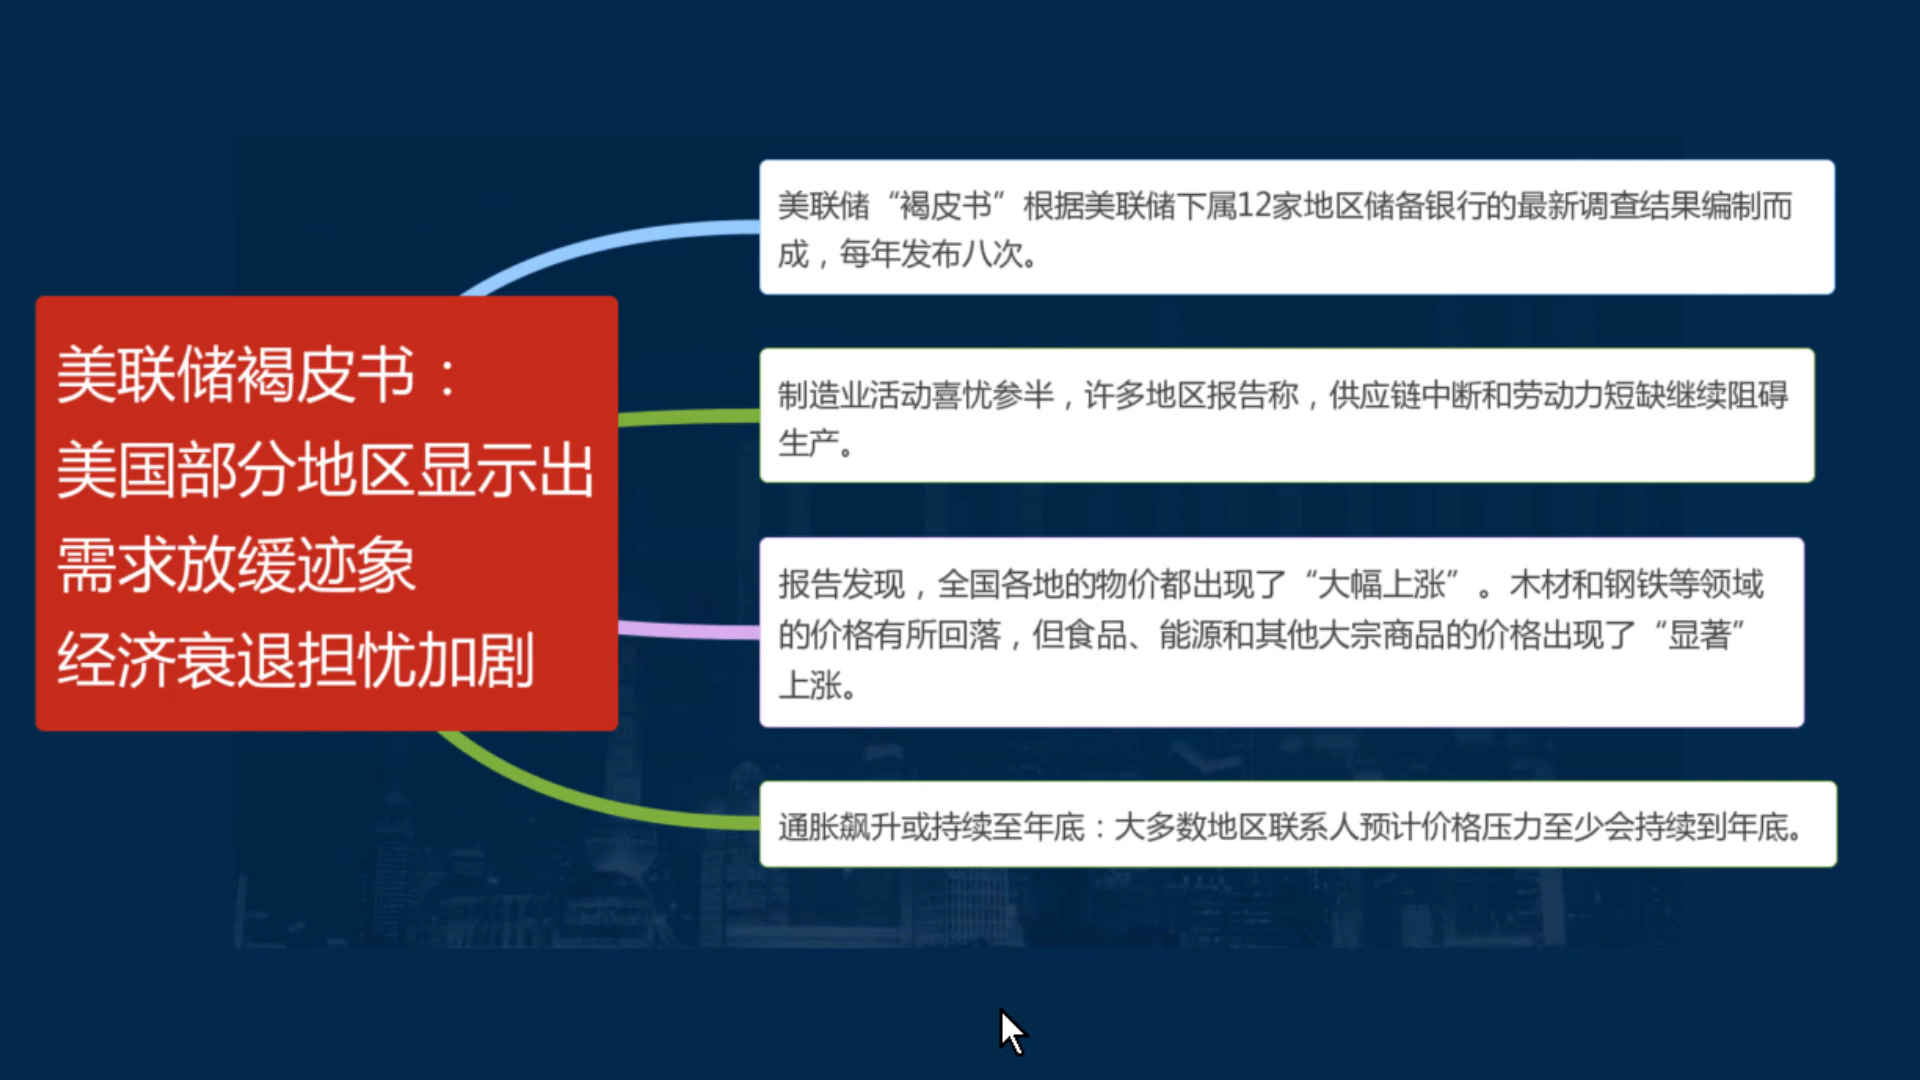 美联储褐皮书：
美国部分地区显示出
需求放缓迹象
经济衰退担忧加剧
美联储“褐皮书”根据美联储下属12家地区储备银行的最新调查结果编制而
成，每年发布八次。
制造业活动喜忧参半，许多地区报告称，供应链中断和劳动力短缺继续阻碍
生产。
报告发现，全国各地的物价都出现了“大幅上涨”。木材和钢铁等领域
的价格有所回落，但食品、能源和其他大宗商品的价格出现了“显著”
上涨。
通胀飙升或持续至年底：大多数地区联系人预计价格压力至少会持续到年底。